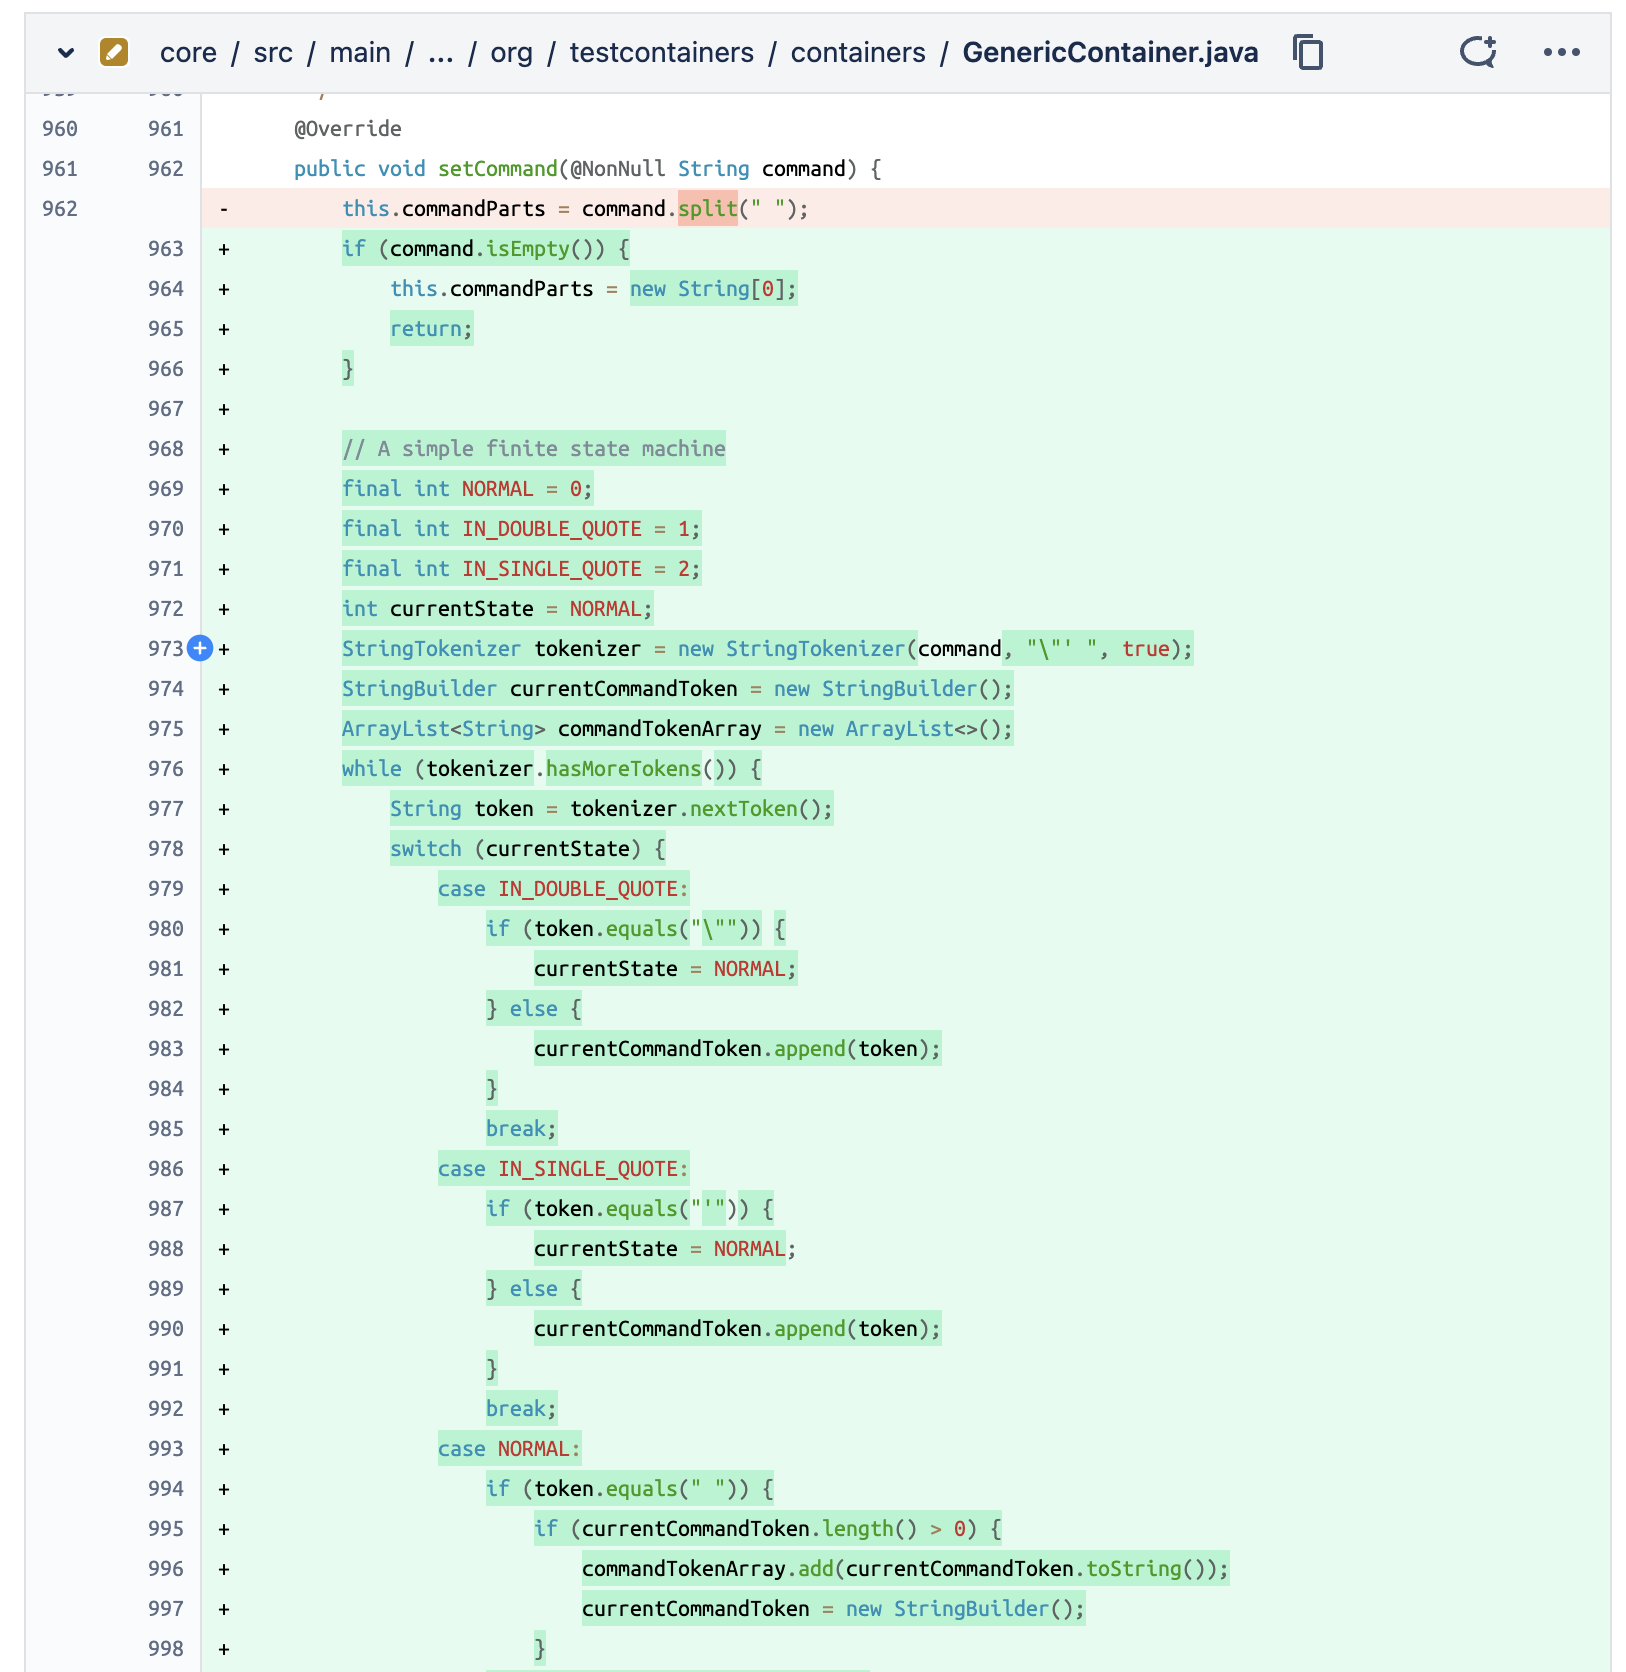 core / src / main / ... / org / testcontainers / containers / GenericContainer.java
960 961 @Override
961 962 public void setCommand(@NonNull String command) {
962 - this.commandParts = command.split(" ");
963 + if (command.isEmpty()) {
964 + this.commandParts = new String[0];
965 + return;
966 + }
967 +
968 + // A simple finite state machine
969 + final int NORMAL = 0;
970 + final int IN_DOUBLE_QUOTE = 1;
971 + final int IN_SINGLE_QUOTE = 2;
972 + int currentState = NORMAL;
973 + StringTokenizer tokenizer = new StringTokenizer(command, "\"' ", true);
974 + StringBuilder currentCommandToken = new StringBuilder();
975 + ArrayList<String> commandTokenArray = new ArrayList<>();
976 + while (tokenizer.hasMoreTokens()) {
977 + String token = tokenizer.nextToken();
978 + switch (currentState) {
979 + case IN_DOUBLE_QUOTE:
980 + if (token.equals("\"")) {
981 + currentState = NORMAL;
982 + } else {
983 + currentCommandToken.append(token);
984 + }
985 + break;
986 + case IN_SINGLE_QUOTE:
987 + if (token.equals("'")) {
988 + currentState = NORMAL;
989 + } else {
990 + currentCommandToken.append(token);
991 + }
992 + break;
993 + case NORMAL:
994 + if (token.equals(" ")) {
995 + if (currentCommandToken.length() > 0) {
996 + commandTokenArray.add(currentCommandToken.toString());
997 + currentCommandToken = new StringBuilder();
998 + }